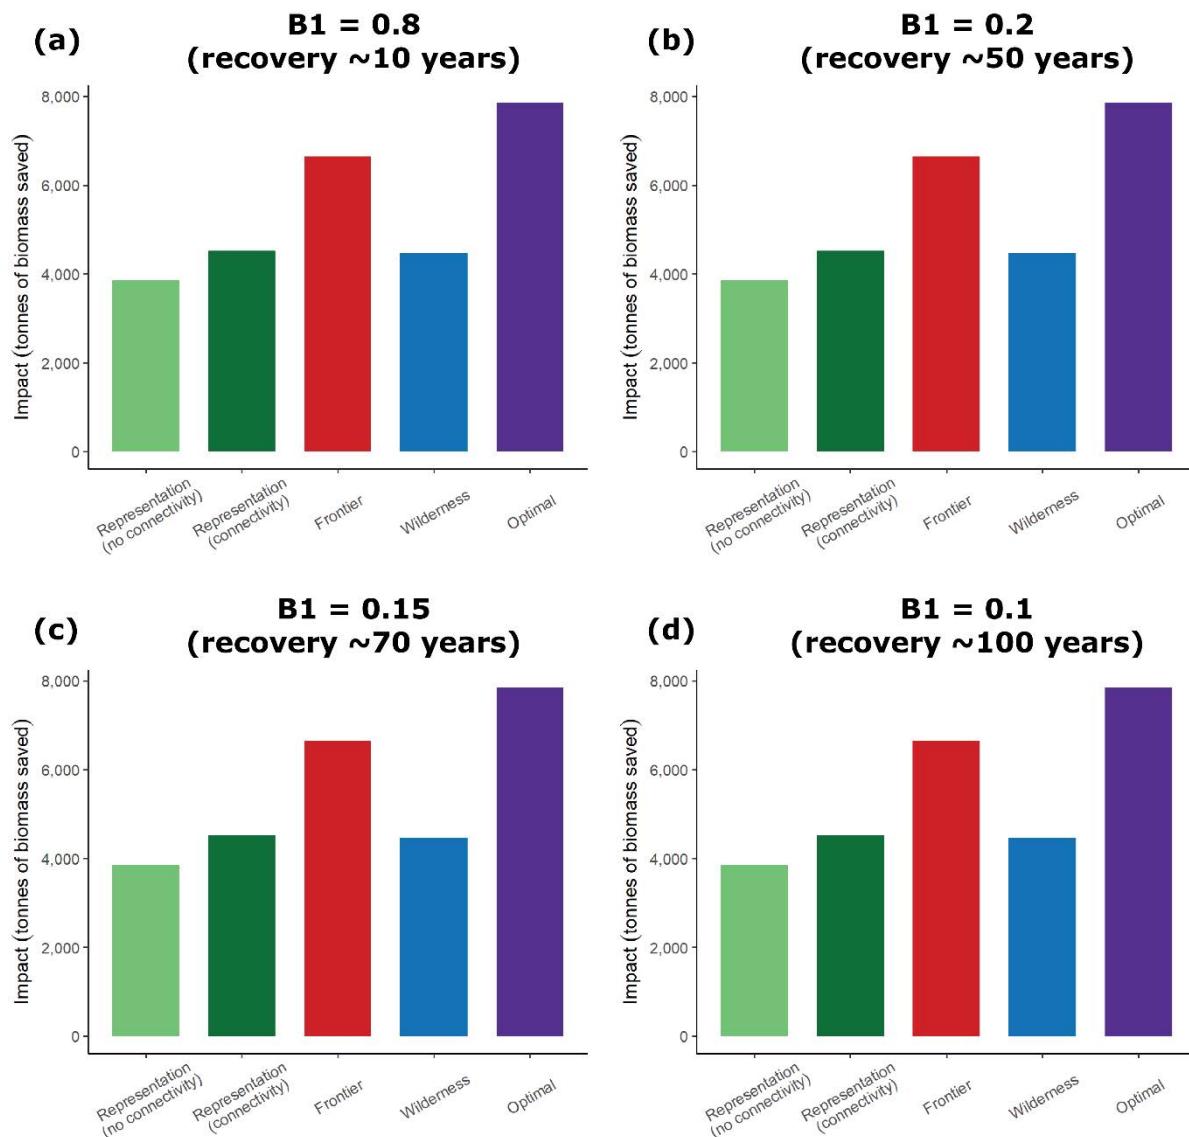 (a)
B1 = 0.8
(recovery ~10 years)
Impact (tonnes of biomass saved)
8,000
6,000
4,000
2,000
0
Representation
(no connectivity)
Representation
(connectivity)
Frontier
Wilderness
Optimal
(b)
B1 = 0.2
(recovery ~50 years)
Impact (tonnes of biomass saved)
8,000
6,000
4,000
2,000
0
Representation
(no connectivity)
Representation
(connectivity)
Frontier
Wilderness
Optimal
(c)
B1 = 0.15
(recovery ~70 years)
Impact (tonnes of biomass saved)
8,000
6,000
4,000
2,000
0
Representation
(no connectivity)
Representation
(connectivity)
Frontier
Wilderness
Optimal
(d)
B1 = 0.1
(recovery ~100 years)
Impact (tonnes of biomass saved)
8,000
6,000
4,000
2,000
0
Representation
(no connectivity)
Representation
(connectivity)
Frontier
Wilderness
Optimal